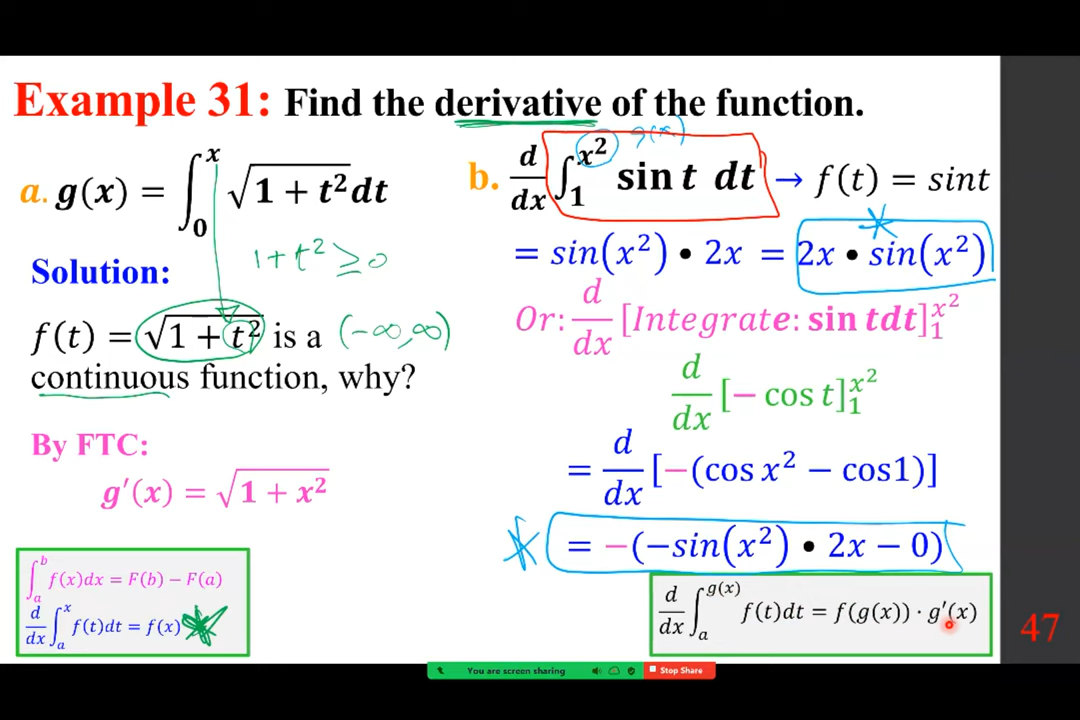 Example 31: Find the derivative of the function.
a. g(x) = ∫₀ˣ √(1 + t²) dt
1 + t² ≥ 0
Solution:
f(t) = √(1 + t²) is a (-∞, ∞)
continuous function, why?
By FTC:
g′(x) = √(1 + x²)
∫ₐᵇ f(x)dx = F(b) − F(a)
d/dx ∫ₐˣ f(t)dt = f(x)
g(x)
b. d/dx ∫₁^(x²) sin t dt → f(t) = sint
= sin(x²) • 2x = 2x • sin(x²)
Or: d/dx [Integrate: sin tdt]₁^(x²)
d/dx [− cos t]₁^(x²)
= d/dx [−(cos x² − cos1)]
= −(−sin(x²) • 2x − 0)
d/dx ∫ₐ^(g(x)) f(t)dt = f(g(x)) · g′(x)
47
You are screen sharing
Stop Share